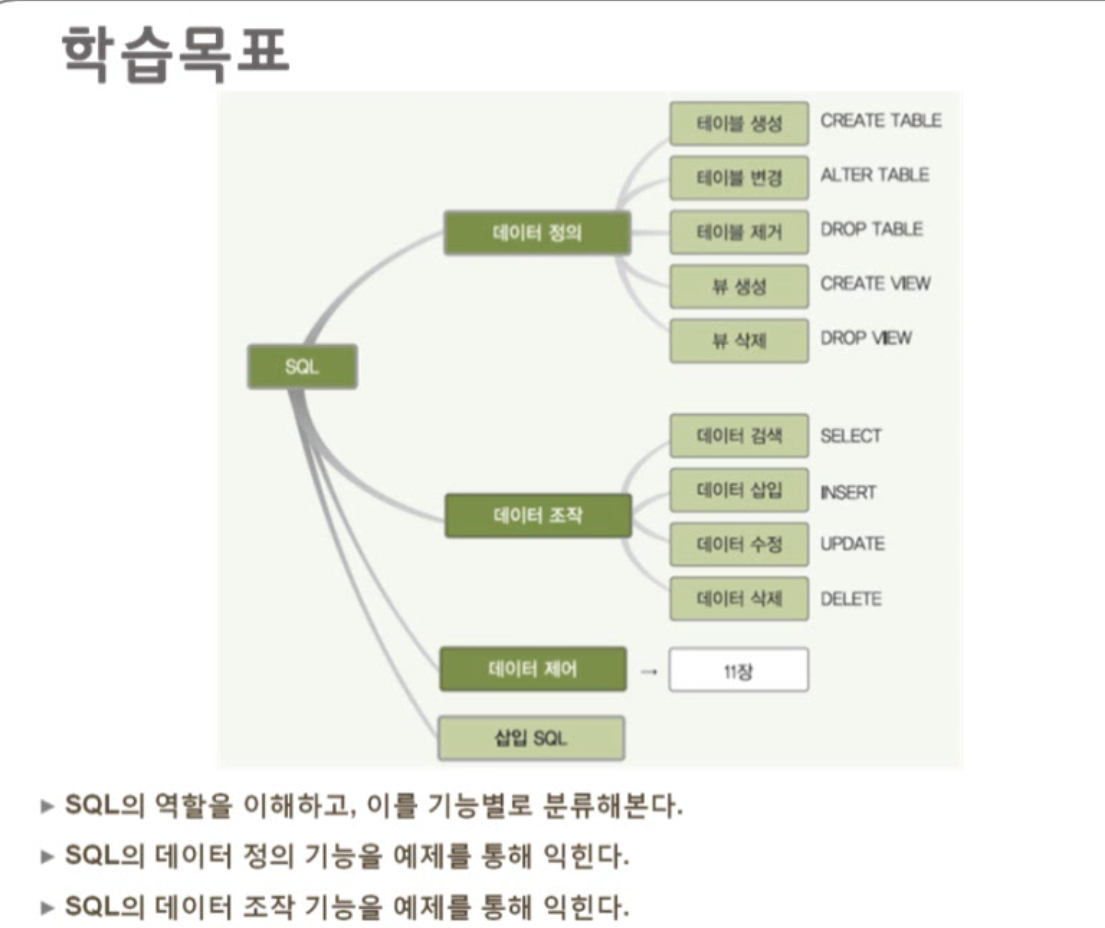 학습목표
테이블 생성 CREATE TABLE
테이블 변경 ALTER TABLE
데이터 정의
테이블 제거 DROP TABLE
뷰 생성 CREATE VIEW
뷰 삭제 DROP VIEW
SQL
데이터 검색 SELECT
데이터 삽입 INSERT
데이터 조작
데이터 수정 UPDATE
데이터 삭제 DELETE
데이터 제어 → 11장
삽입 SQL
▶ SQL의 역할을 이해하고, 이를 기능별로 분류해본다.
▶ SQL의 데이터 정의 기능을 예제를 통해 익힌다.
▶ SQL의 데이터 조작 기능을 예제를 통해 익힌다.